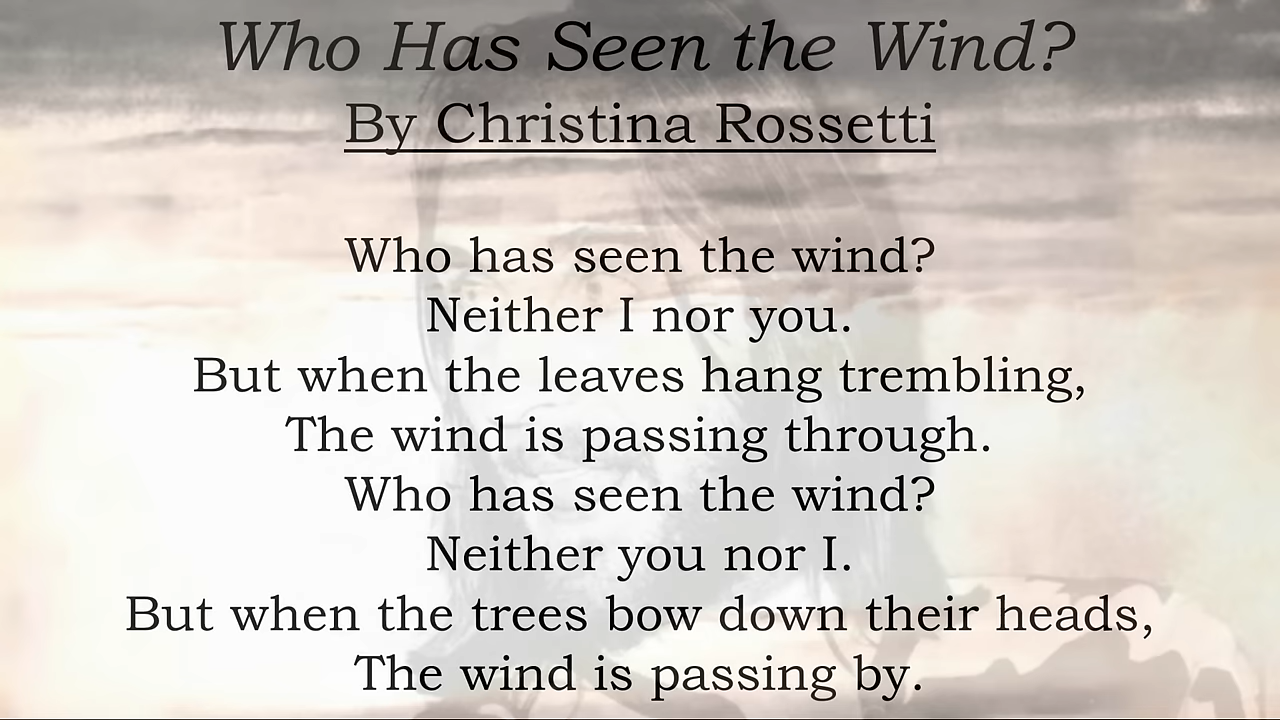 Who Has Seen the Wind?
By Christina Rossetti
Who has seen the wind?
Neither I nor you.
But when the leaves hang trembling,
The wind is passing through.
Who has seen the wind?
Neither you nor I.
But when the trees bow down their heads,
The wind is passing by.